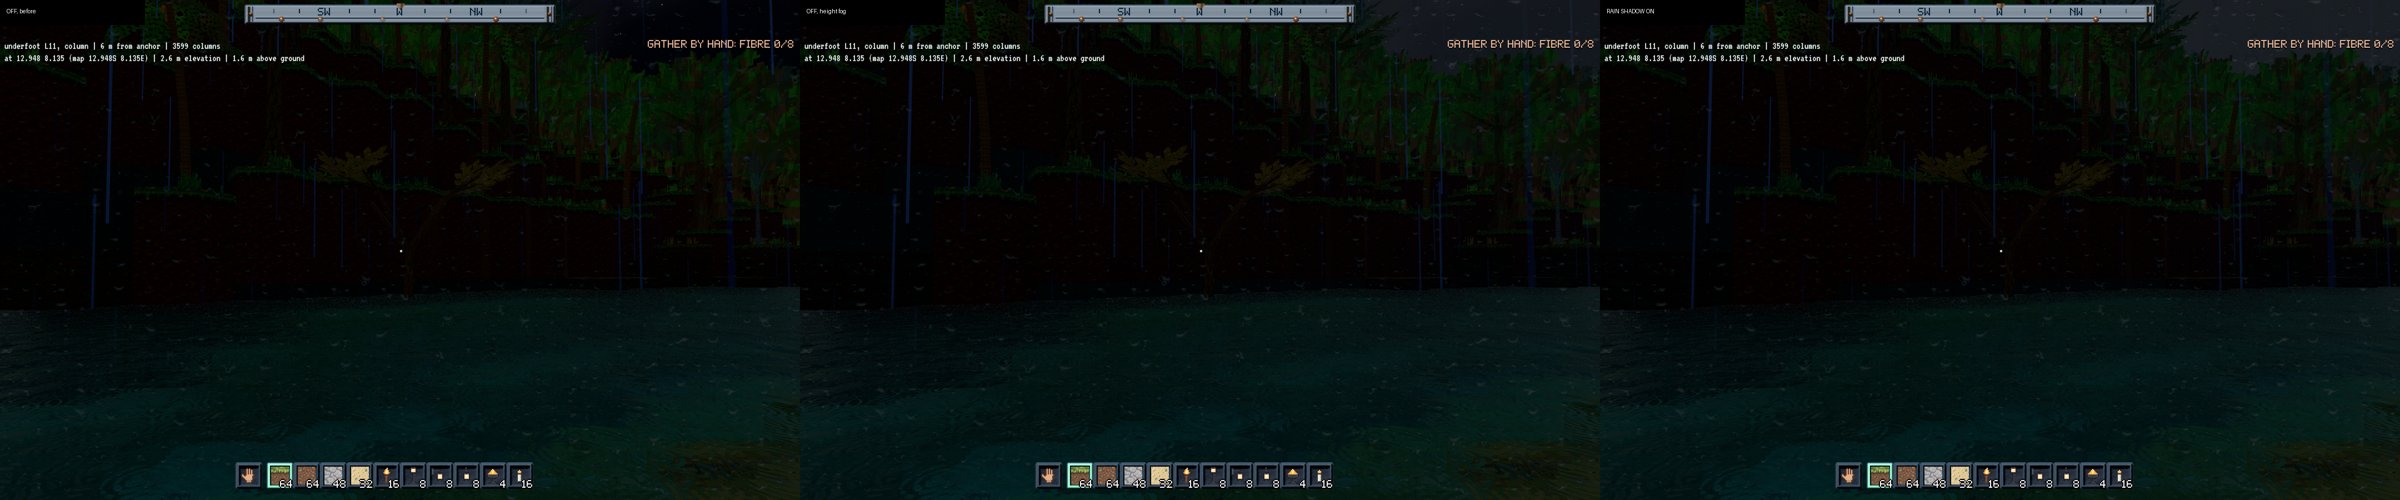 OFF, before
SW W NW
underfoot L11, column | 6 m from anchor | 3599 columns
at 12.948 8.135 (map 12.948S 8.135E) | 2.6 m elevation | 1.6 m above ground
GATHER BY HAND: FIBRE 0/8
64 64 48 32 16 8 8 8 4 16
OFF, height fog
SW W NW
underfoot L11, column | 6 m from anchor | 3599 columns
at 12.948 8.135 (map 12.948S 8.135E) | 2.6 m elevation | 1.6 m above ground
GATHER BY HAND: FIBRE 0/8
64 64 48 32 16 8 8 8 4 16
RAIN SHADOW ON
SW W NW
underfoot L11, column | 6 m from anchor | 3599 columns
at 12.948 8.135 (map 12.948S 8.135E) | 2.6 m elevation | 1.6 m above ground
GATHER BY HAND: FIBRE 0/8
64 64 48 32 16 8 8 8 4 16